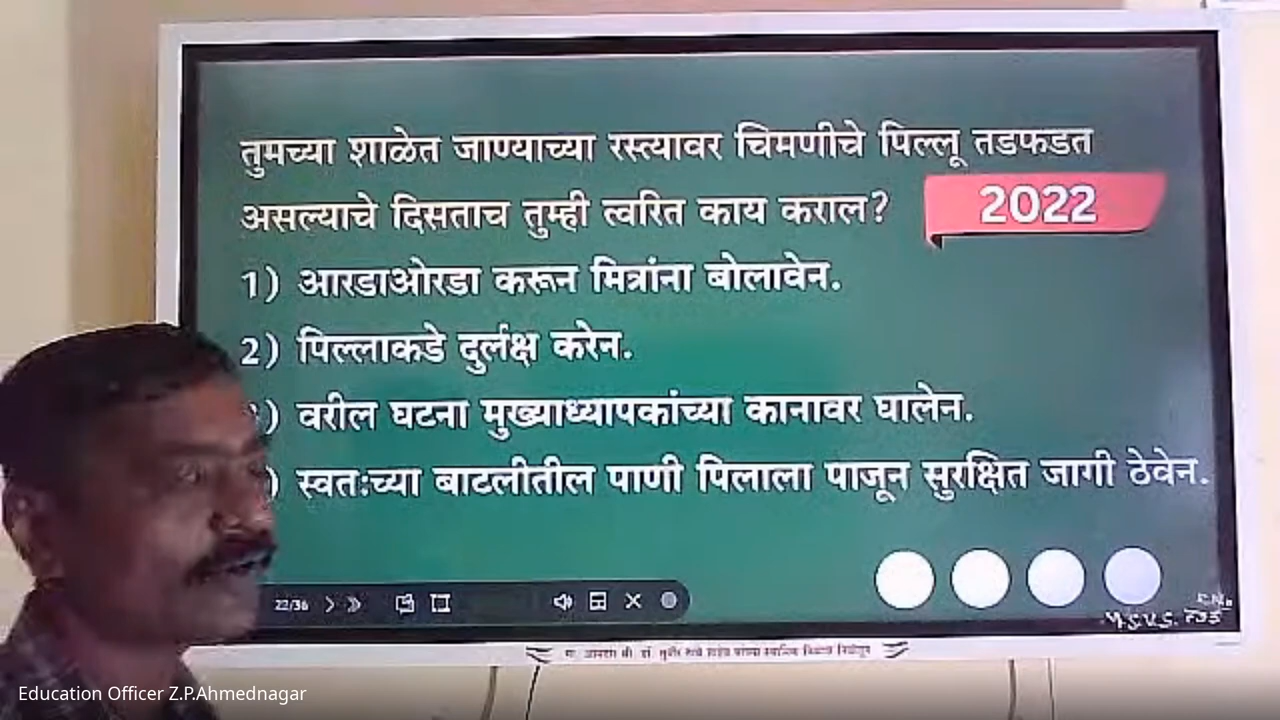 तुमच्या शाळेत जाण्याच्या रस्त्यावर चिमणीचे पिल्लू तडफडत
असल्याचे दिसताच तुम्ही त्वरित काय कराल?
2022
1) आरडाओरडा करून मित्रांना बोलावेन.
2) पिल्लाकडे दुर्लक्ष करेन.
) वरील घटना मुख्याध्यापकांच्या कानावर घालेन.
) स्वतःच्या बाटलीतील पाणी पिलाला पाजून सुरक्षित जागी ठेवेन.
22/36
M.S.V.S.
Education Officer Z.P.Ahmednagar